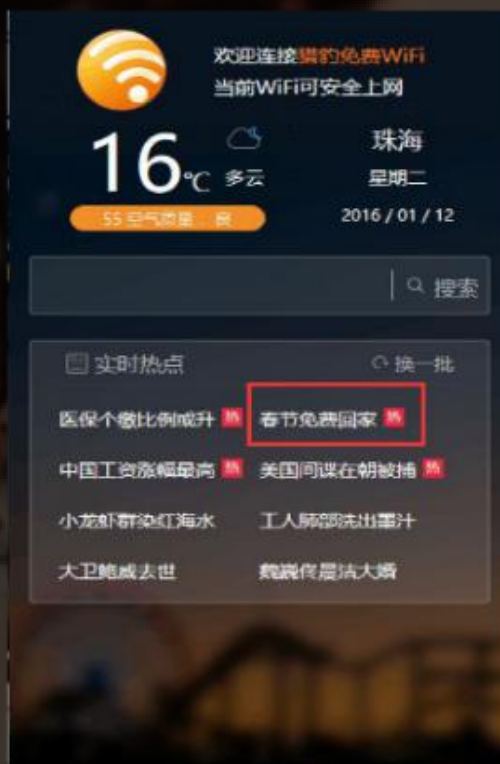 欢迎连接猎豹免费WiFi
当前WiFi可安全上网
16℃ 多云
珠海
星期二
55 空气质量：良
2016 / 01 / 12
搜索
实时热点 换一批
医保个缴比例或升 热 春节免费回家 热
中国工资涨幅最高 热 美国间谍在朝被捕 热
小龙虾群染红海水 工人肺部洗出墨汁
大卫鲍威去世 魏巍佟晨洁大婚